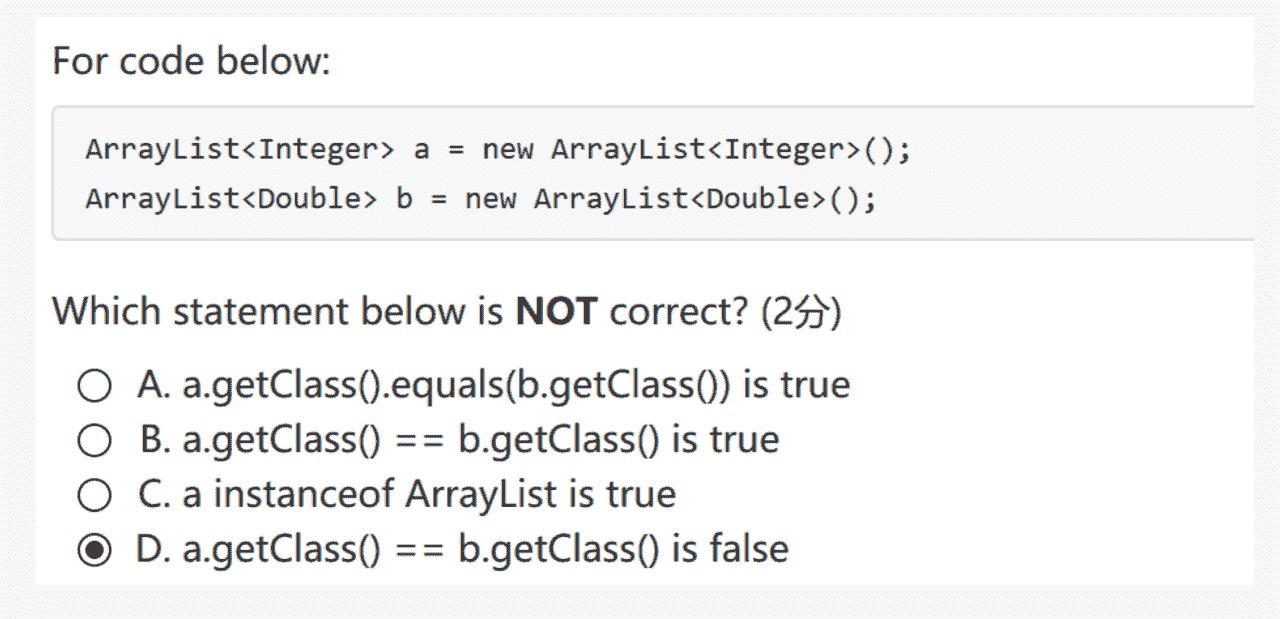 For code below:
ArrayList<Integer> a = new ArrayList<Integer>();
ArrayList<Double> b = new ArrayList<Double>();
Which statement below is NOT correct? (2分)
A. a.getClass().equals(b.getClass()) is true
B. a.getClass() == b.getClass() is true
C. a instanceof ArrayList is true
D. a.getClass() == b.getClass() is false